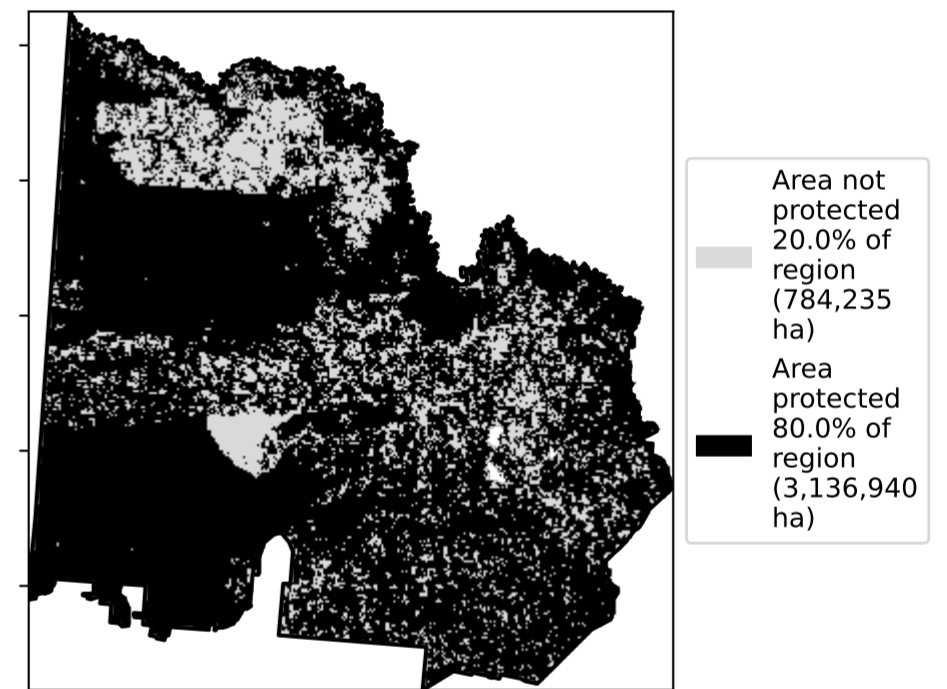 Area not
protected
20.0% of
region
(784,235
ha)
Area
protected
80.0% of
region
(3,136,940
ha)